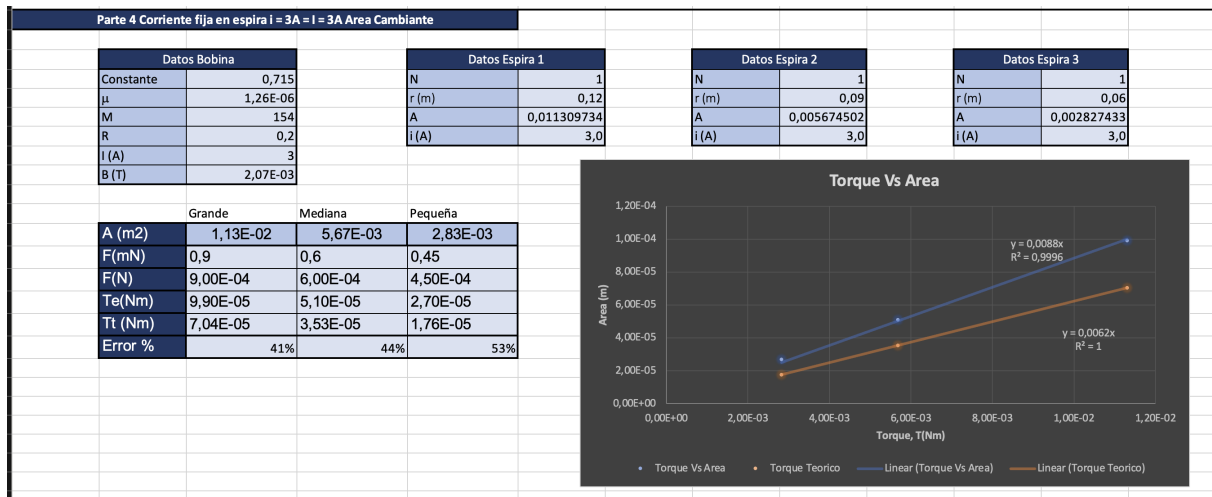 Parte 4 Corriente fija en espira i = 3A = I = 3A Area Cambiante
Datos Bobina
Constante 0,715
µ 1,26E-06
M 154
R 0,2
I (A) 3
B (T) 2,07E-03
Datos Espira 1
N 1
r (m) 0,12
A 0,011309734
i (A) 3,0
Datos Espira 2
N 1
r (m) 0,09
A 0,005674502
i (A) 3,0
Datos Espira 3
N 1
r (m) 0,06
A 0,002827433
i (A) 3,0
Grande Mediana Pequeña
A (m2) 1,13E-02 5,67E-03 2,83E-03
F(mN) 0,9 0,6 0,45
F(N) 9,00E-04 6,00E-04 4,50E-04
Te(Nm) 9,90E-05 5,10E-05 2,70E-05
Tt (Nm) 7,04E-05 3,53E-05 1,76E-05
Error % 41% 44% 53%
Torque Vs Area
1,20E-04
1,00E-04
8,00E-05
6,00E-05
4,00E-05
2,00E-05
0,00E+00
Area (m)
y = 0,0088x
R² = 0,9996
y = 0,0062x
R² = 1
0,00E+00 2,00E-03 4,00E-03 6,00E-03 8,00E-03 1,00E-02 1,20E-02
Torque, T(Nm)
Torque Vs Area Torque Teorico Linear (Torque Vs Area) Linear (Torque Teorico)